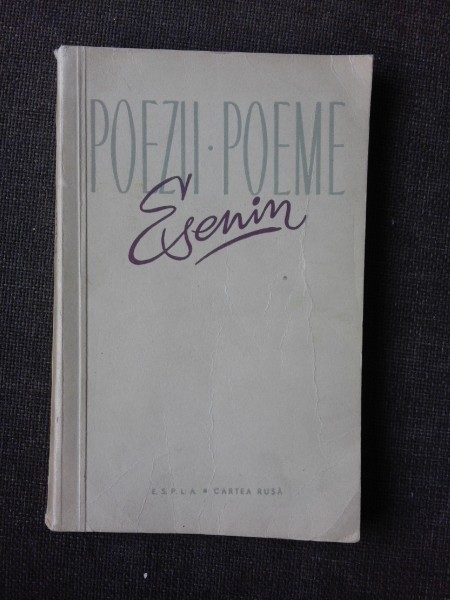 POEZII · POEME
Esenin
E.S.P.L.A. • CARTEA RUSĂ